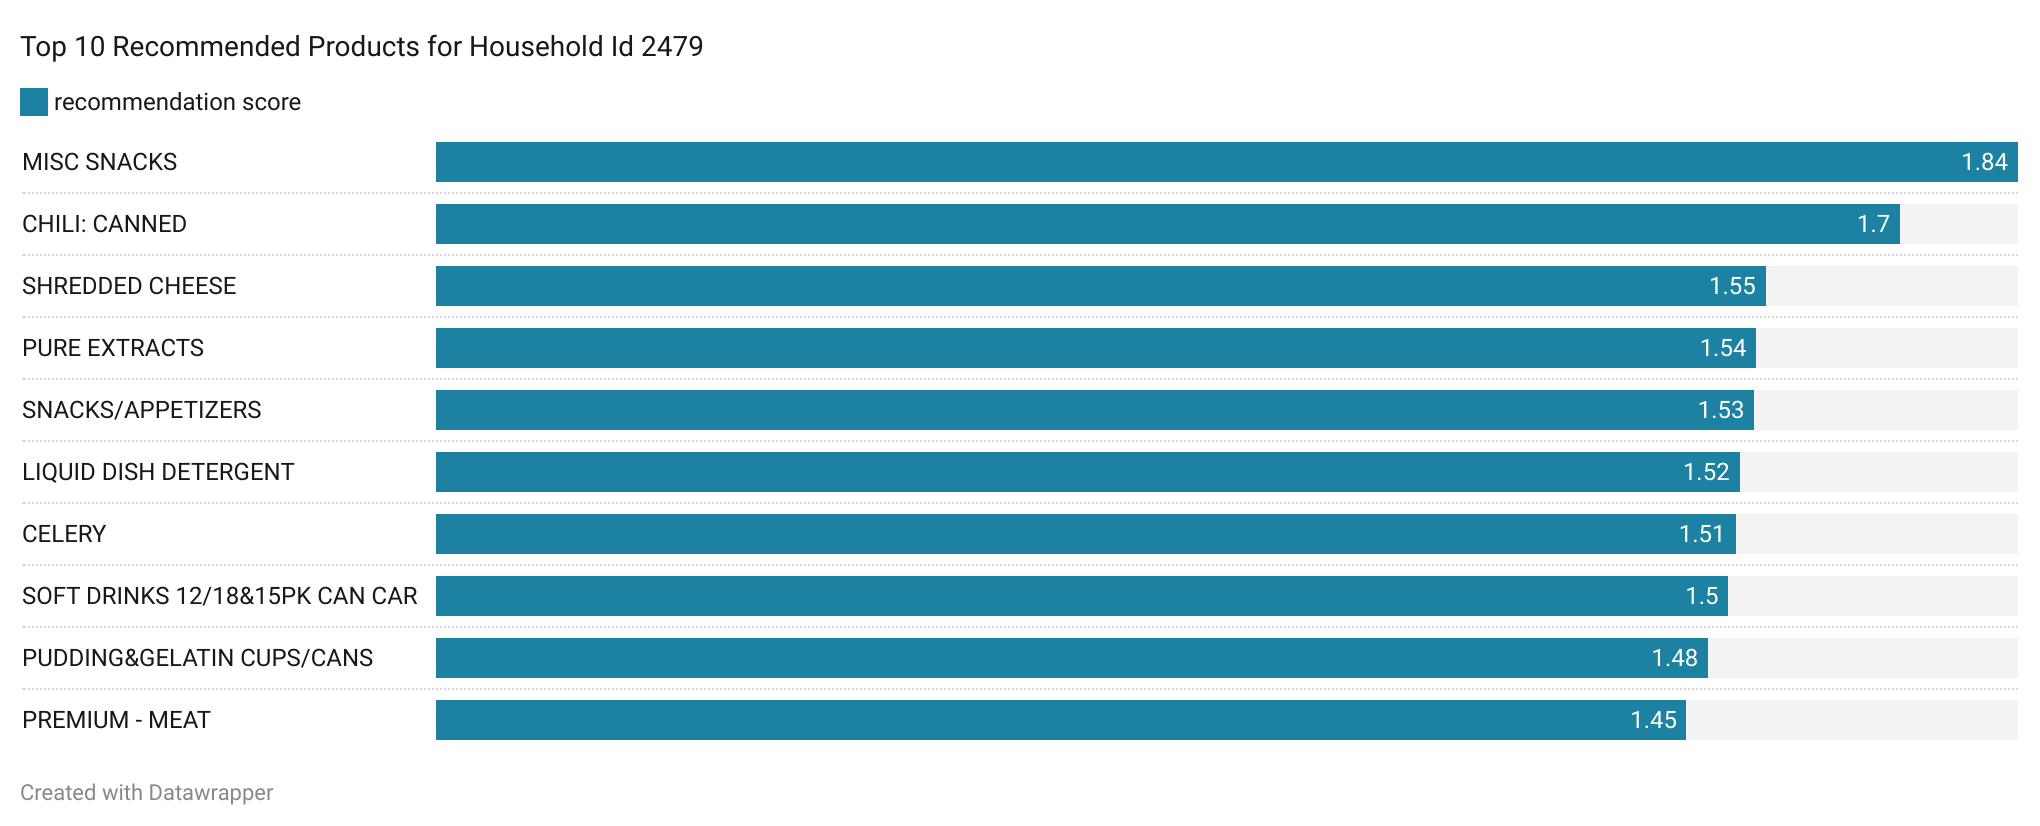 Top 10 Recommended Products for Household Id 2479
recommendation score
MISC SNACKS 1.84
CHILI: CANNED 1.7
SHREDDED CHEESE 1.55
PURE EXTRACTS 1.54
SNACKS/APPETIZERS 1.53
LIQUID DISH DETERGENT 1.52
CELERY 1.51
SOFT DRINKS 12/18&15PK CAN CAR 1.5
PUDDING&GELATIN CUPS/CANS 1.48
PREMIUM - MEAT 1.45
Created with Datawrapper